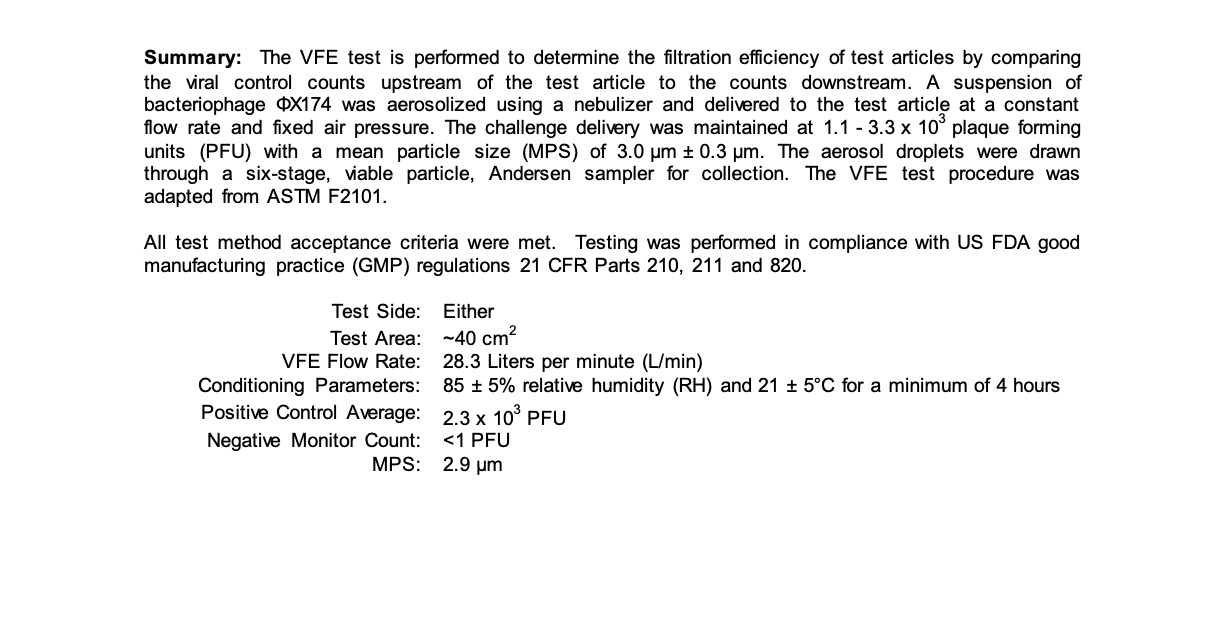 Summary: The VFE test is performed to determine the filtration efficiency of test articles by comparing
the viral control counts upstream of the test article to the counts downstream. A suspension of
bacteriophage ΦX174 was aerosolized using a nebulizer and delivered to the test article at a constant
flow rate and fixed air pressure. The challenge delivery was maintained at 1.1 - 3.3 x 10³ plaque forming
units (PFU) with a mean particle size (MPS) of 3.0 µm ± 0.3 µm. The aerosol droplets were drawn
through a six-stage, viable particle, Andersen sampler for collection. The VFE test procedure was
adapted from ASTM F2101.
All test method acceptance criteria were met. Testing was performed in compliance with US FDA good
manufacturing practice (GMP) regulations 21 CFR Parts 210, 211 and 820.
Test Side: Either
Test Area: ~40 cm²
VFE Flow Rate: 28.3 Liters per minute (L/min)
Conditioning Parameters: 85 ± 5% relative humidity (RH) and 21 ± 5°C for a minimum of 4 hours
Positive Control Average: 2.3 x 10³ PFU
Negative Monitor Count: <1 PFU
MPS: 2.9 µm